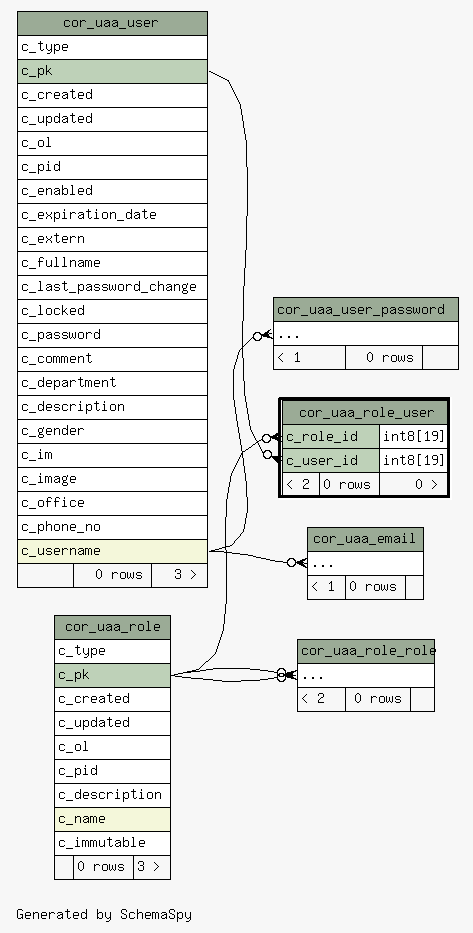 cor_uaa_user
c_type
c_pk
c_created
c_updated
c_ol
c_pid
c_enabled
c_expiration_date
c_extern
c_fullname
c_last_password_change
c_locked
c_password
c_comment
c_department
c_description
c_gender
c_im
c_image
c_office
c_phone_no
c_username
0 rows 3 >
cor_uaa_user_password
...
< 1 0 rows
cor_uaa_role_user
c_role_id int8[19]
c_user_id int8[19]
< 2 0 rows 0 >
cor_uaa_email
...
< 1 0 rows
cor_uaa_role
c_type
c_pk
c_created
c_updated
c_ol
c_pid
c_description
c_name
c_immutable
0 rows 3 >
cor_uaa_role_role
...
< 2 0 rows
Generated by SchemaSpy